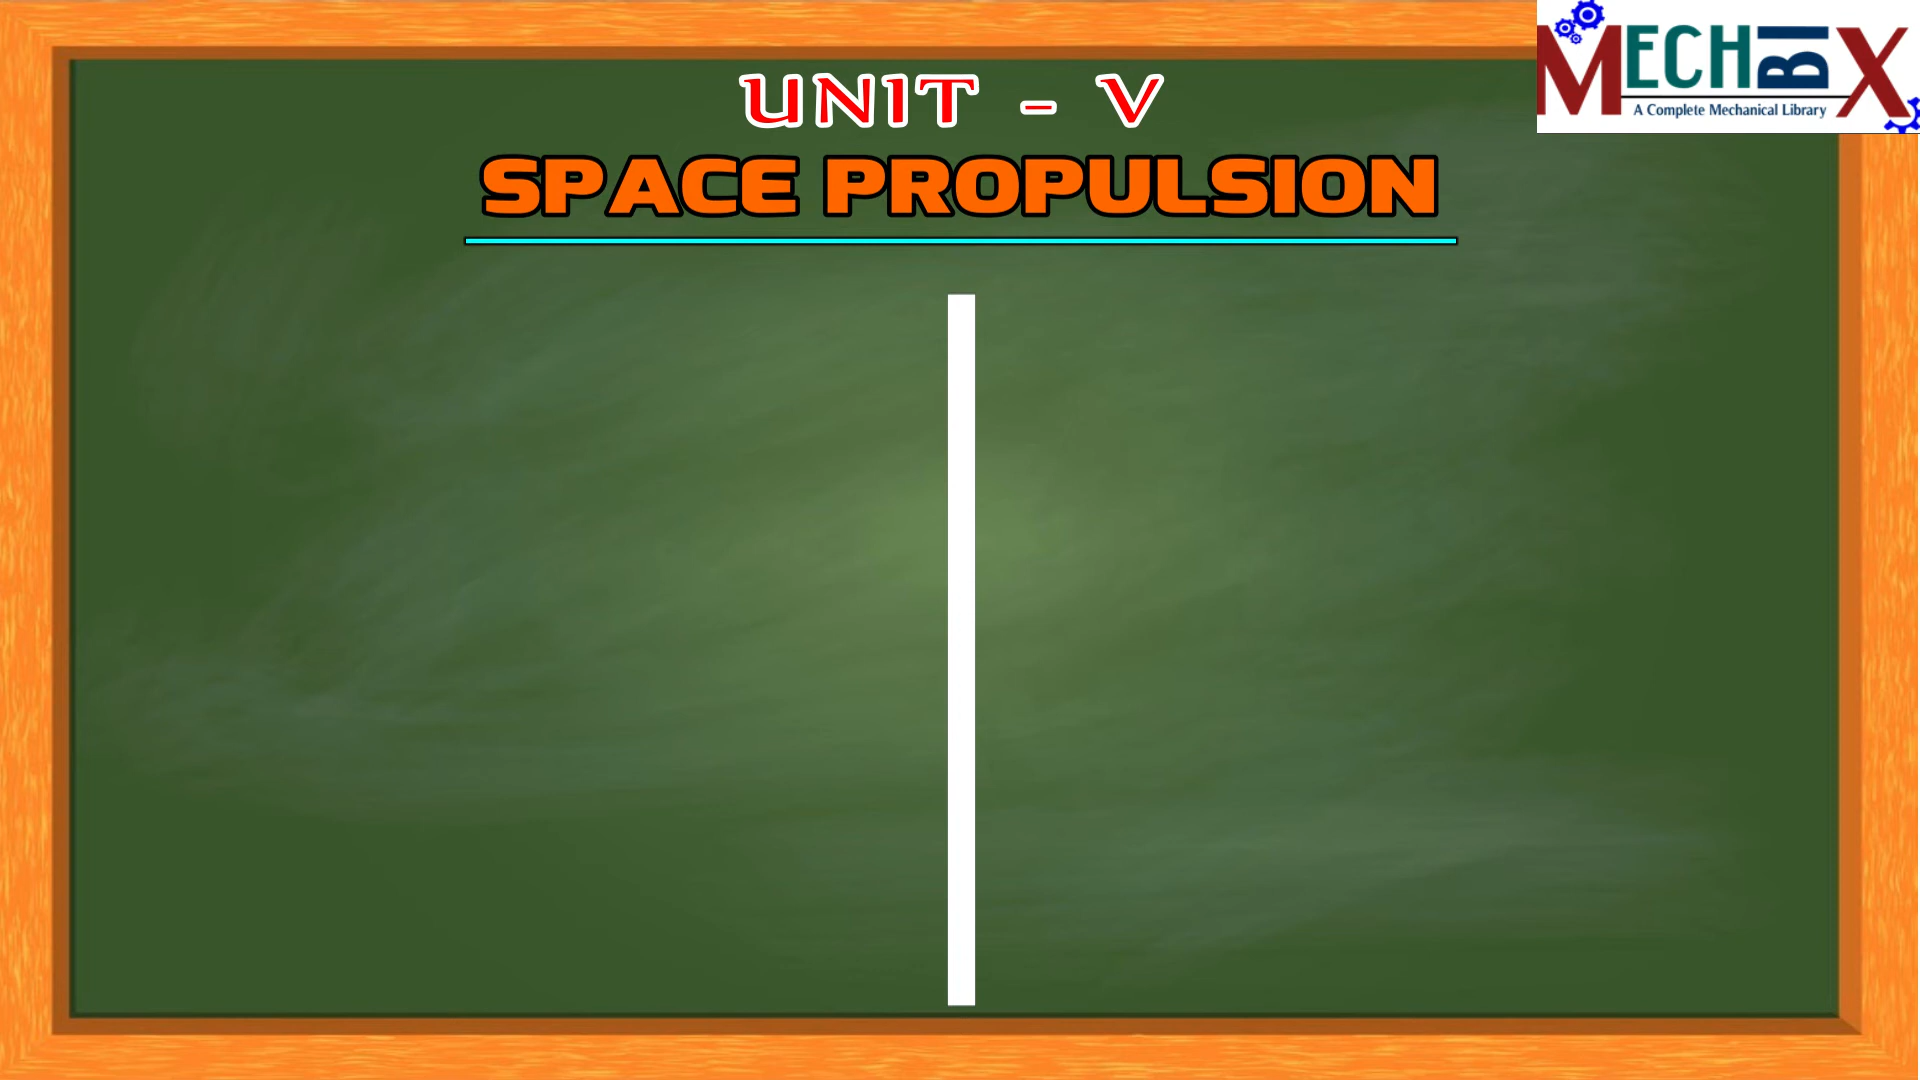 UNIT - V
SPACE PROPULSION
MECHBIX
A Complete Mechanical Library